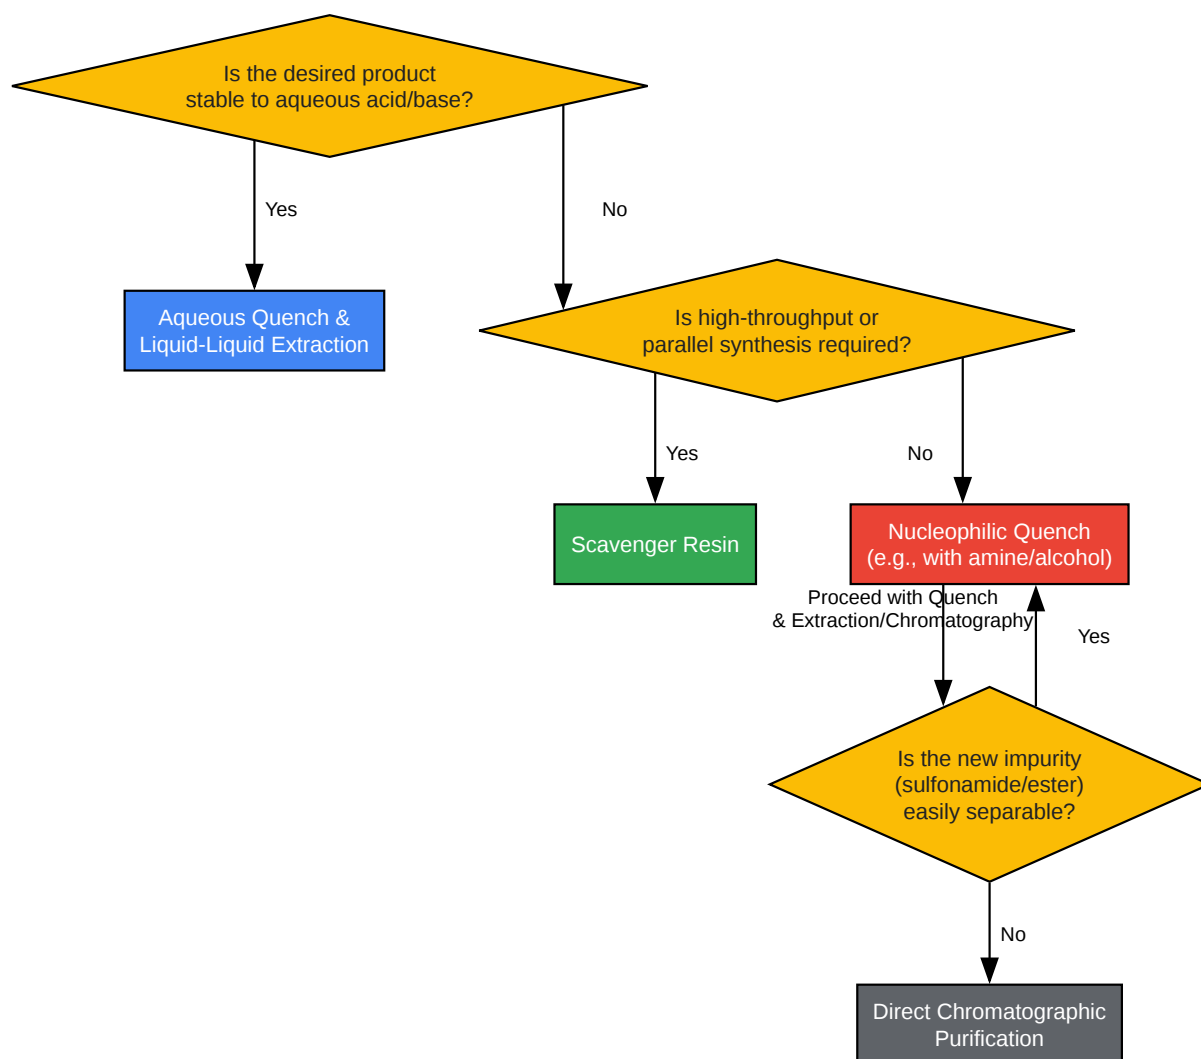 Is the desired product
stable to aqueous acid/base?
Yes
No
Aqueous Quench &
Liquid-Liquid Extraction
Is high-throughput or
parallel synthesis required?
Yes
No
Scavenger Resin
Nucleophilic Quench
(e.g., with amine/alcohol)
Proceed with Quench
& Extraction/Chromatography
Yes
Is the new impurity
(sulfonamide/ester)
easily separable?
No
Direct Chromatographic
Purification